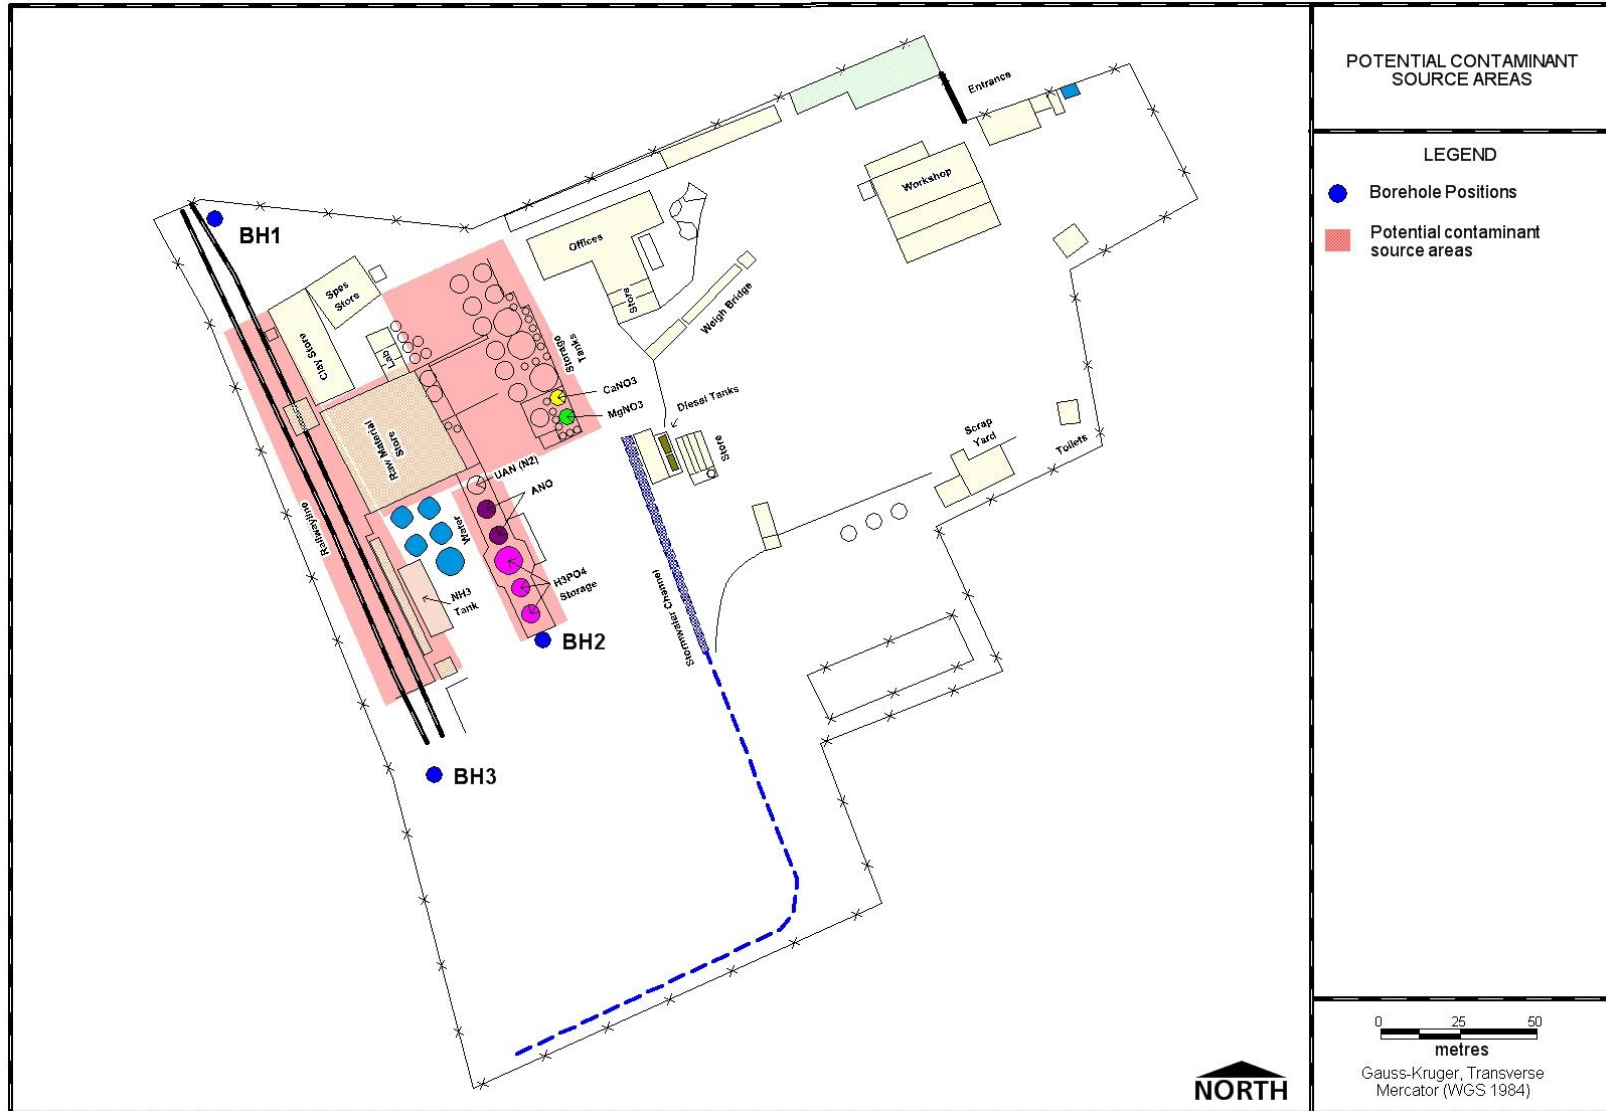 POTENTIAL CONTAMINANT
SOURCE AREAS
LEGEND
Borehole Positions
Potential contaminant
source areas
Entrance
Workshop
BH1
Offices
Spes
Store
Store
Weigh Bridge
Clay Store
Lab
Storage
Tanks
CaNO3
MgNO3
Diesel Tanks
Store
Scrap
Yard
Toilets
Raw Material
Store
UAN (N2)
ANO
Water
Railwayline
H3PO4
Storage
NH3
Tank
Stormwater Channel
BH2
BH3
NORTH
0 25 50
metres
Gauss-Kruger, Transverse
Mercator (WGS 1984)